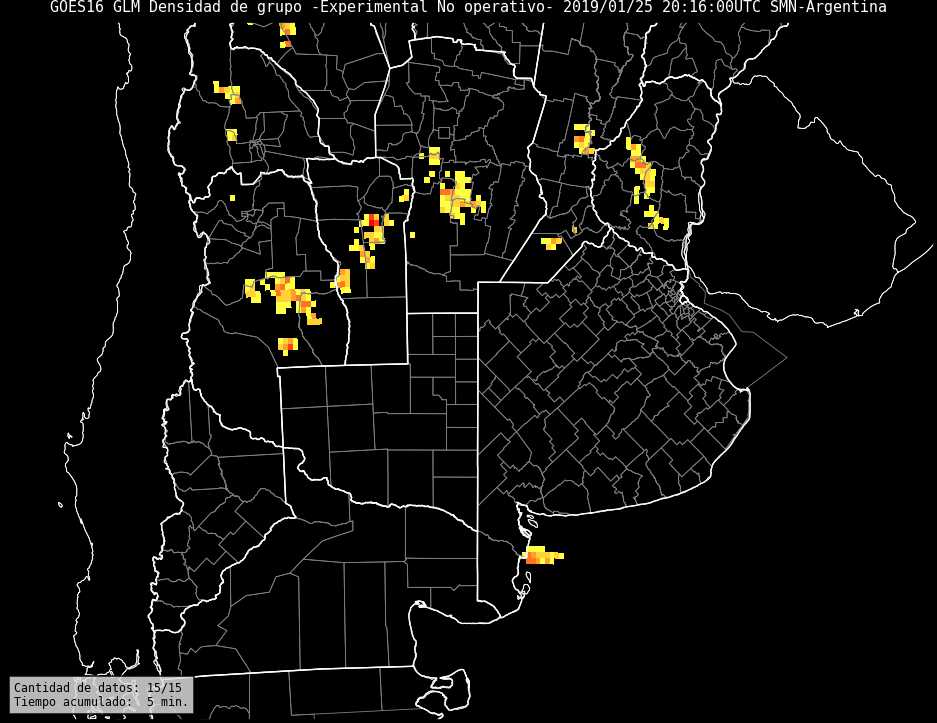 GOES16 GLM Densidad de grupo -Experimental No operativo- 2019/01/25 20:16:00UTC SMN-Argentina
Cantidad de datos: 15/15
Tiempo acumulado:  5 min.